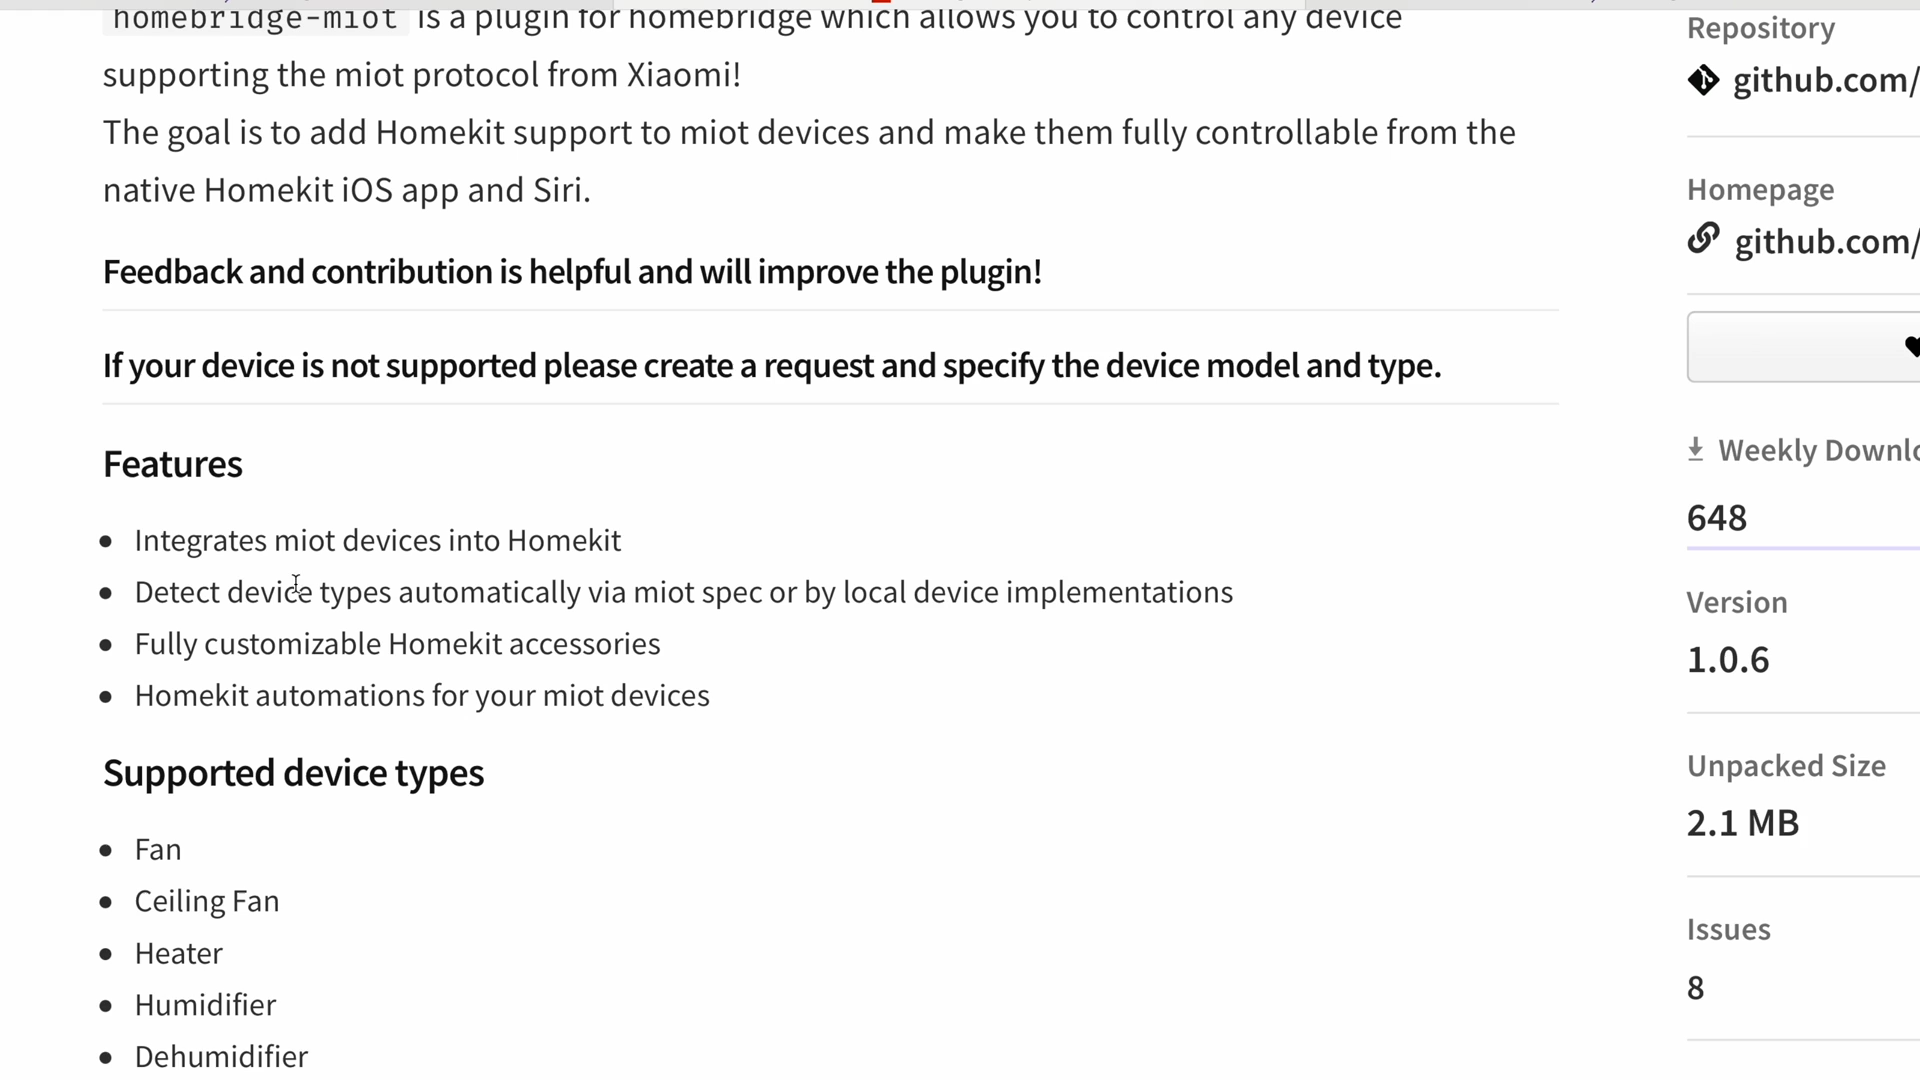 homebridge-miot is a plugin for homebridge which allows you to control any device
supporting the miot protocol from Xiaomi!
The goal is to add Homekit support to miot devices and make them fully controllable from the
native Homekit iOS app and Siri.
Feedback and contribution is helpful and will improve the plugin!
If your device is not supported please create a request and specify the device model and type.
Features
Integrates miot devices into Homekit
Detect device types automatically via miot spec or by local device implementations
Fully customizable Homekit accessories
Homekit automations for your miot devices
Supported device types
Fan
Ceiling Fan
Heater
Humidifier
Dehumidifier
Repository
github.com/
Homepage
github.com/
Weekly
648
Version
1.0.6
Unpacked Size
2.1 MB
Issues
8